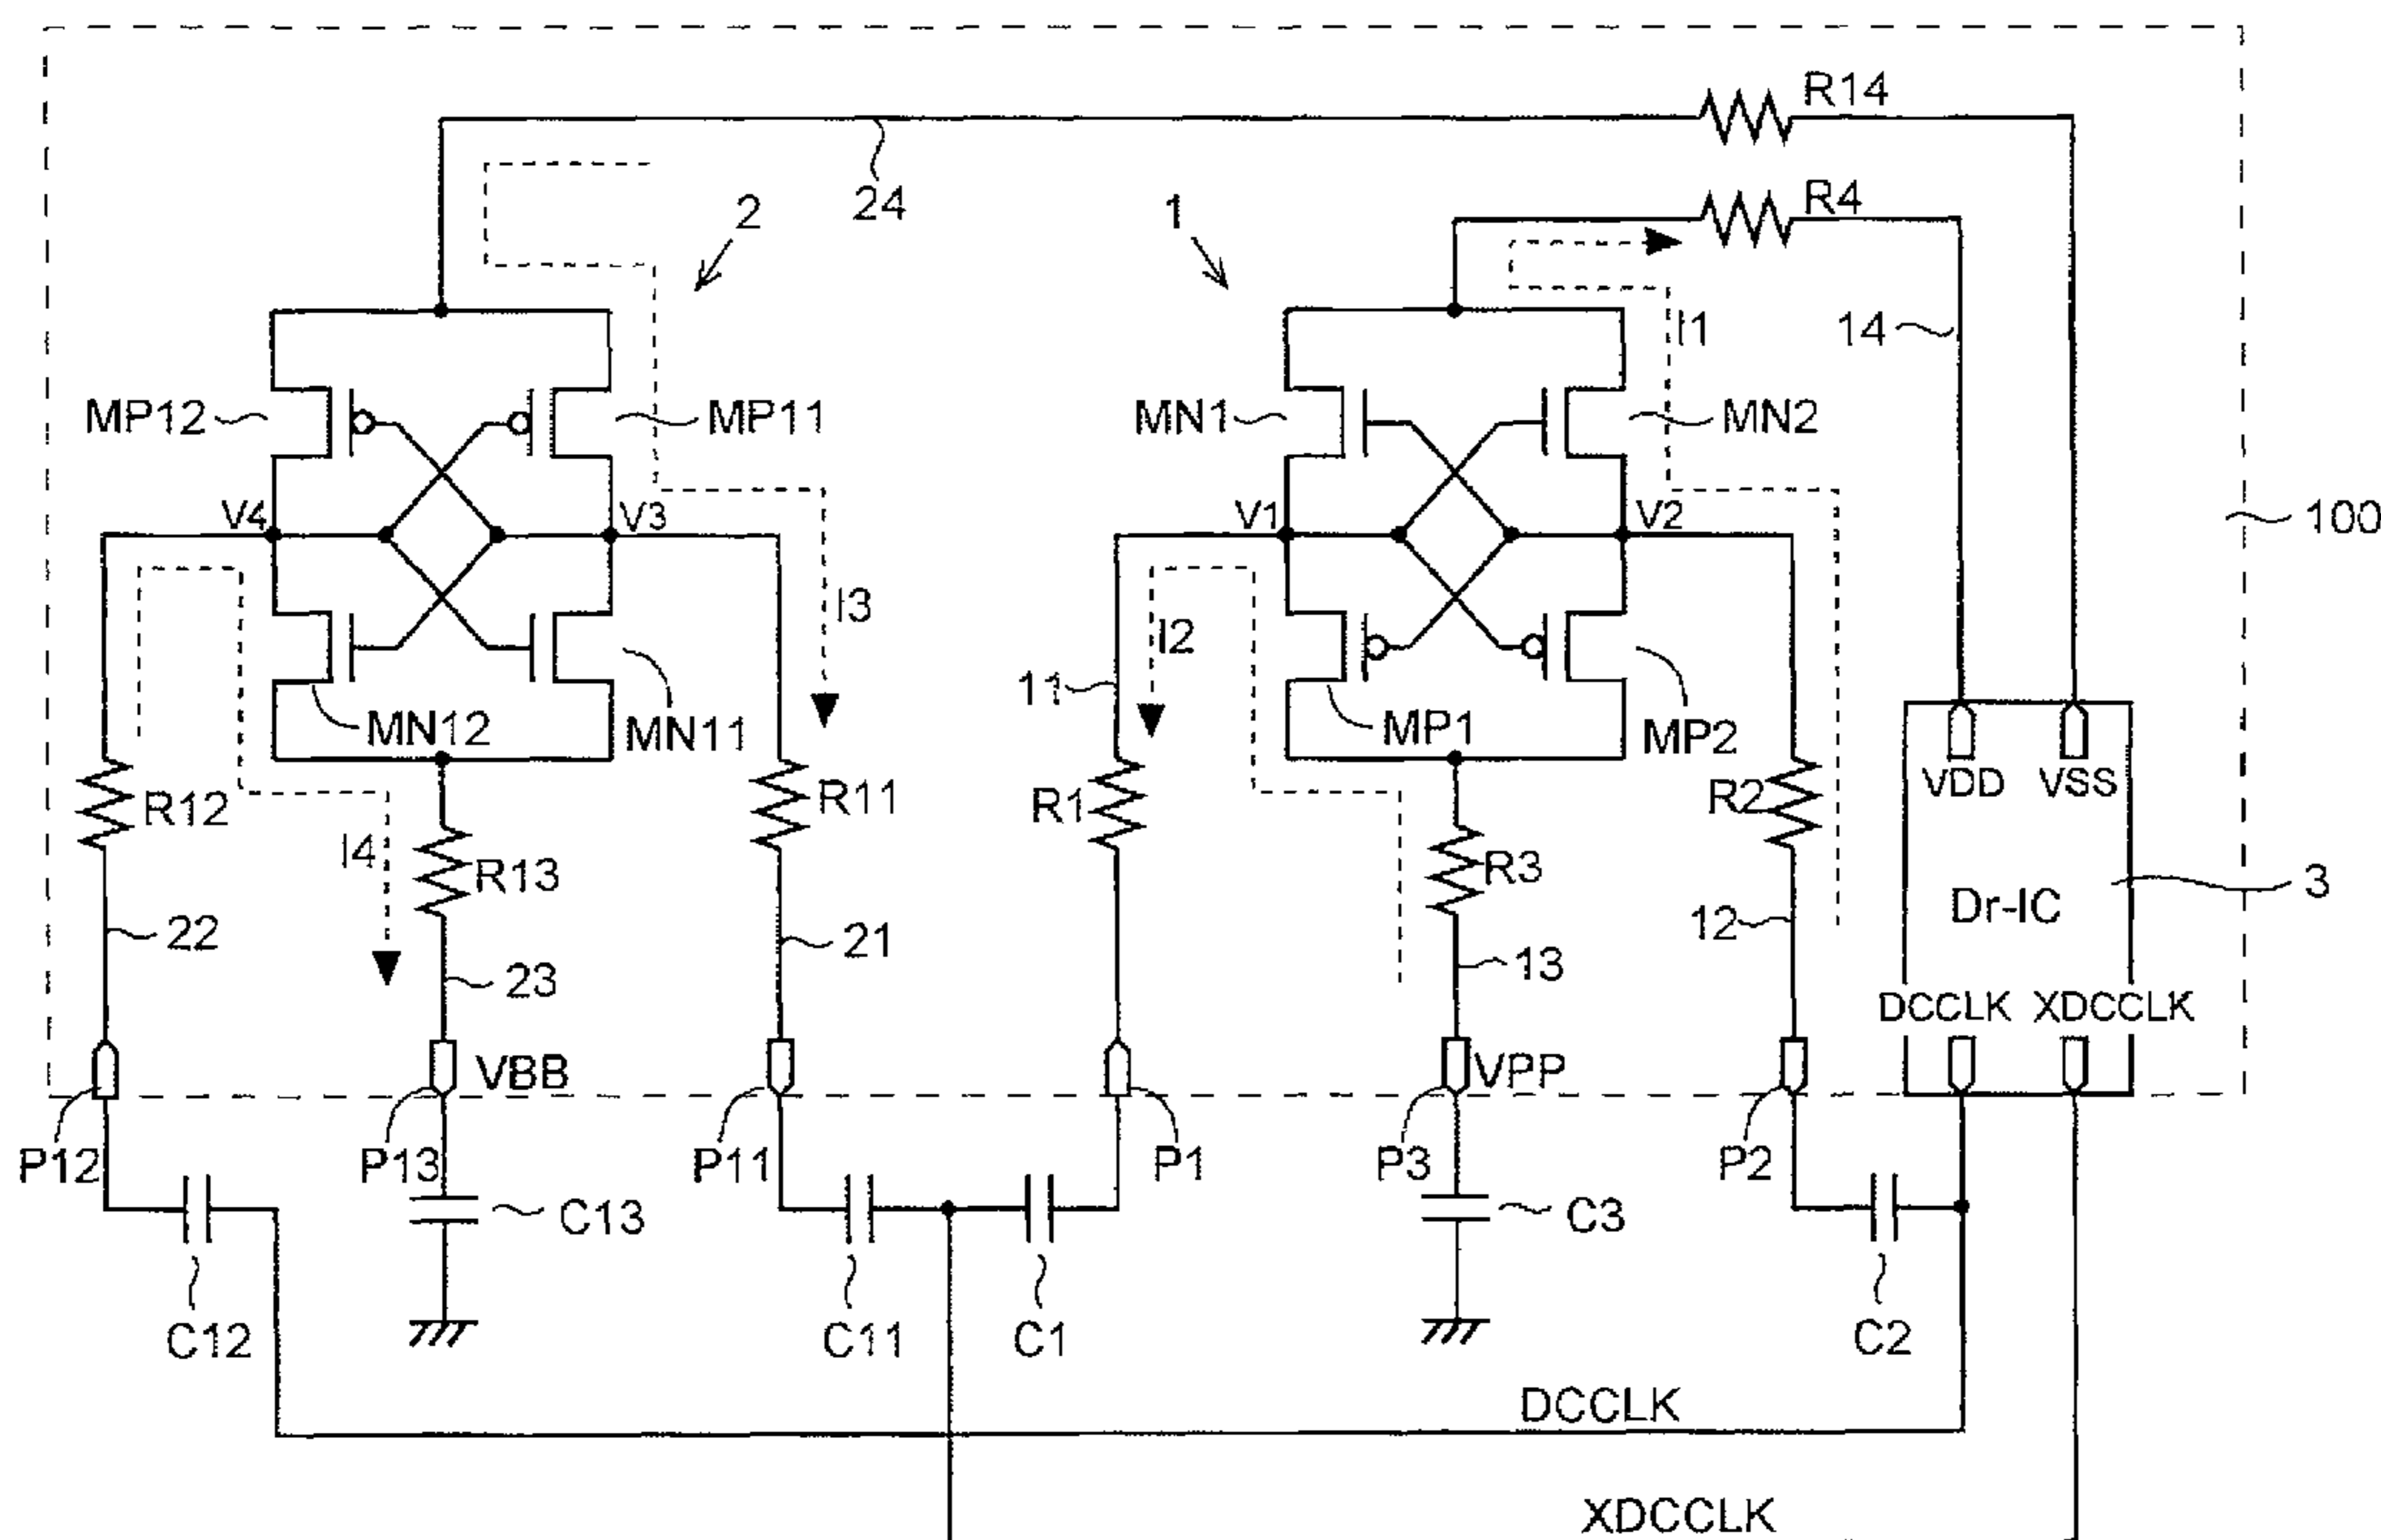 R14
24
R4
2
1
I1
14
MP12
MP11
MN1
MN2
V4
V3
V1
V2
100
I3
I2
11
MN12
MN11
MP1
MP2
VDD
VSS
R12
R11
R1
R2
I4
R13
R3
3
Dr-IC
22
21
12
23
13
DCCLK
XDCCLK
VBB
VPP
P12
P13
P11
P1
P3
P2
C13
C3
C12
C11
C1
C2
DCCLK
XDCCLK